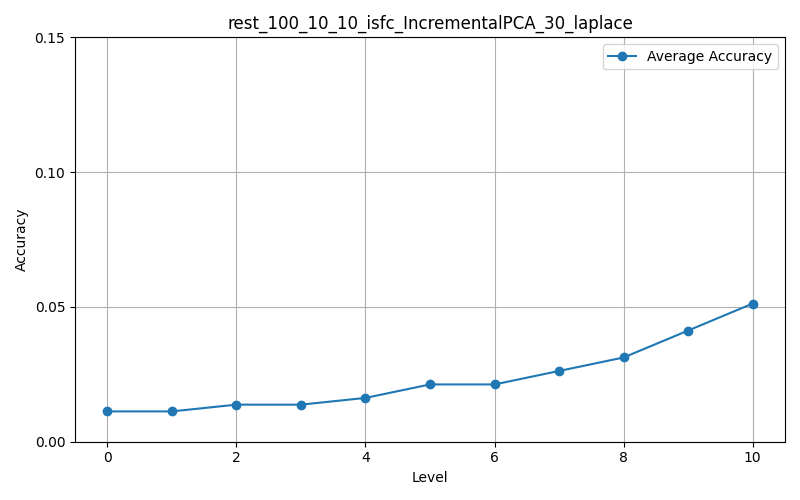 rest_100_10_10_isfc_IncrementalPCA_30_laplace
Average Accuracy
Accuracy
0.15
0.10
0.05
0.00
0 2 4 6 8 10
Level